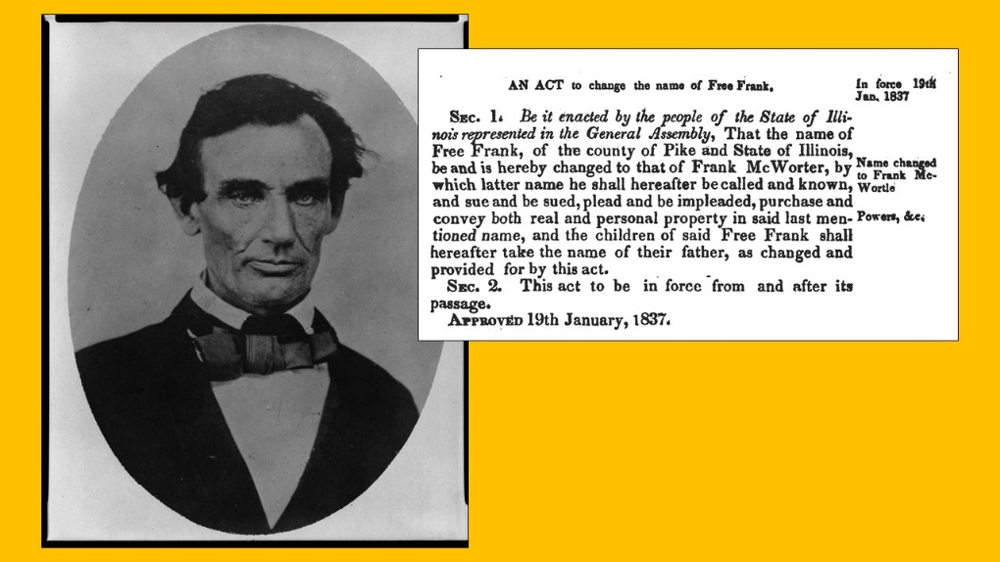 AN ACT to change the name of Free Frank.
In force 19th
Jan. 1837
SEC. 1. Be it enacted by the people of the State of Illi-
nois represented in the General Assembly, That the name of
Free Frank, of the county of Pike and State of Illinois,
be and is hereby changed to that of Frank McWorter, by
which latter name he shall hereafter be called and known,
and sue and be sued, plead and be impleaded, purchase and
convey both real and personal property in said last men-
tioned name, and the children of said Free Frank shall
hereafter take the name of their father, as changed and
provided for by this act.
Name changed
to Frank Mc-
Wortle
Powers, &c.
SEC. 2. This act to be in force from and after its
passage.
APPROVED 19th January, 1837.